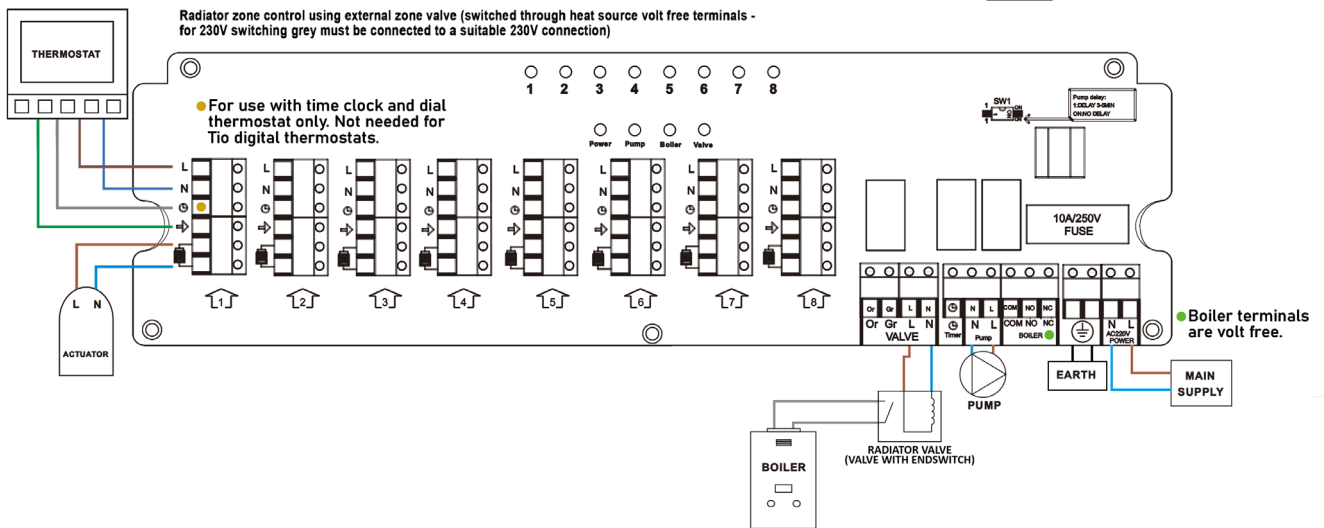 Radiator zone control using external zone valve (switched through heat source volt free terminals -
for 230V switching grey must be connected to a suitable 230V connection)
THERMOSTAT
For use with time clock and dial
thermostat only. Not needed for
Tio digital thermostats.
1 2 3 4 5 6 7 8
Power Pump Boiler Valve
SW1
1 ON
1 ON
Pump delay:
1:DELAY 3-5MIN
ON:NO DELAY
10A/250V
FUSE
L L L L L L L L
N N N N N N N N
1 2 3 4 5 6 7 8
L N
ACTUATOR
Or Gr L N N L COM NO NC
Or Gr L N Timer N L COM NO NC N L
VALVE Pump BOILER AC220V
POWER
Boiler terminals
are volt free.
EARTH
MAIN
SUPPLY
PUMP
RADIATOR VALVE
(VALVE WITH ENDSWITCH)
BOILER